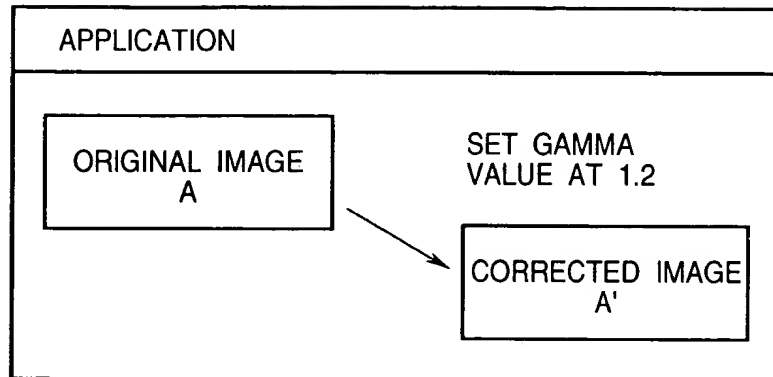 APPLICATION
ORIGINAL IMAGE
A
SET GAMMA
VALUE AT 1.2
CORRECTED IMAGE
A'